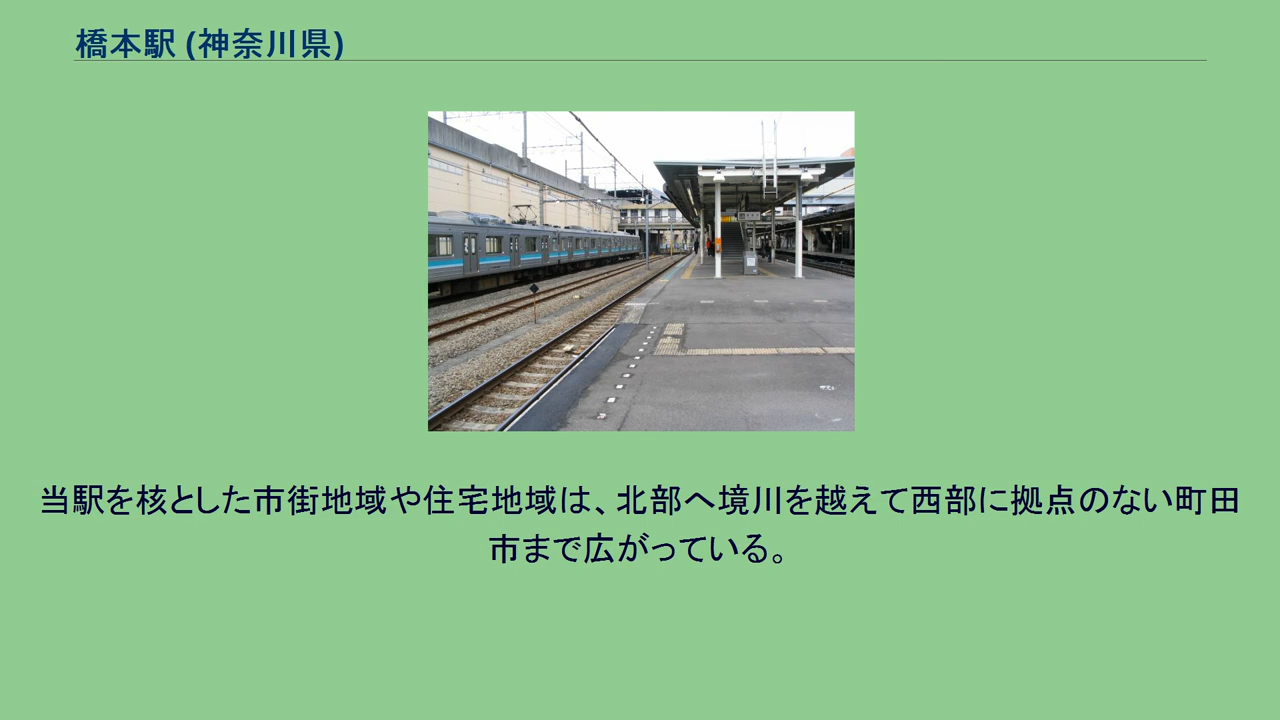 橋本駅 (神奈川県)
当駅を核とした市街地域や住宅地域は、北部へ境川を越えて西部に拠点のない町田
市まで広がっている。